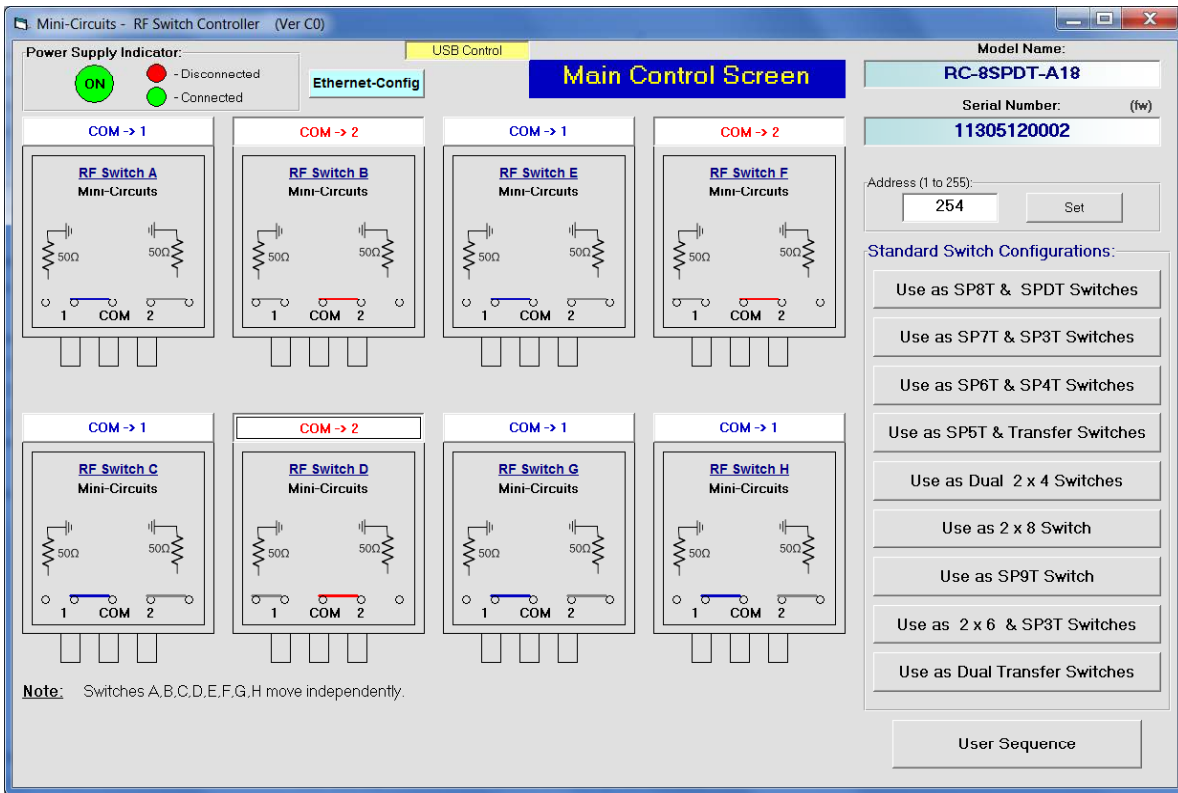 Mini-Circuits - RF Switch Controller (Ver C0)
Power Supply Indicator:
ON
- Disconnected
- Connected
USB Control
Ethernet-Config
Main Control Screen
Model Name:
RC-8SPDT-A18
Serial Number: (fw)
11305120002
Address (1 to 255):
254
Set
COM -> 1
RF Switch A
Mini-Circuits
50Ω 50Ω
1 COM 2
COM -> 2
RF Switch B
Mini-Circuits
50Ω 50Ω
1 COM 2
COM -> 1
RF Switch E
Mini-Circuits
50Ω 50Ω
1 COM 2
COM -> 2
RF Switch F
Mini-Circuits
50Ω 50Ω
1 COM 2
COM -> 1
RF Switch C
Mini-Circuits
50Ω 50Ω
1 COM 2
COM -> 2
RF Switch D
Mini-Circuits
50Ω 50Ω
1 COM 2
COM -> 1
RF Switch G
Mini-Circuits
50Ω 50Ω
1 COM 2
COM -> 1
RF Switch H
Mini-Circuits
50Ω 50Ω
1 COM 2
Note: Switches A,B,C,D,E,F,G,H move independently.
Standard Switch Configurations:
Use as SP8T & SPDT Switches
Use as SP7T & SP3T Switches
Use as SP6T & SP4T Switches
Use as SP5T & Transfer Switches
Use as Dual 2 x 4 Switches
Use as 2 x 8 Switch
Use as SP9T Switch
Use as 2 x 6 & SP3T Switches
Use as Dual Transfer Switches
User Sequence